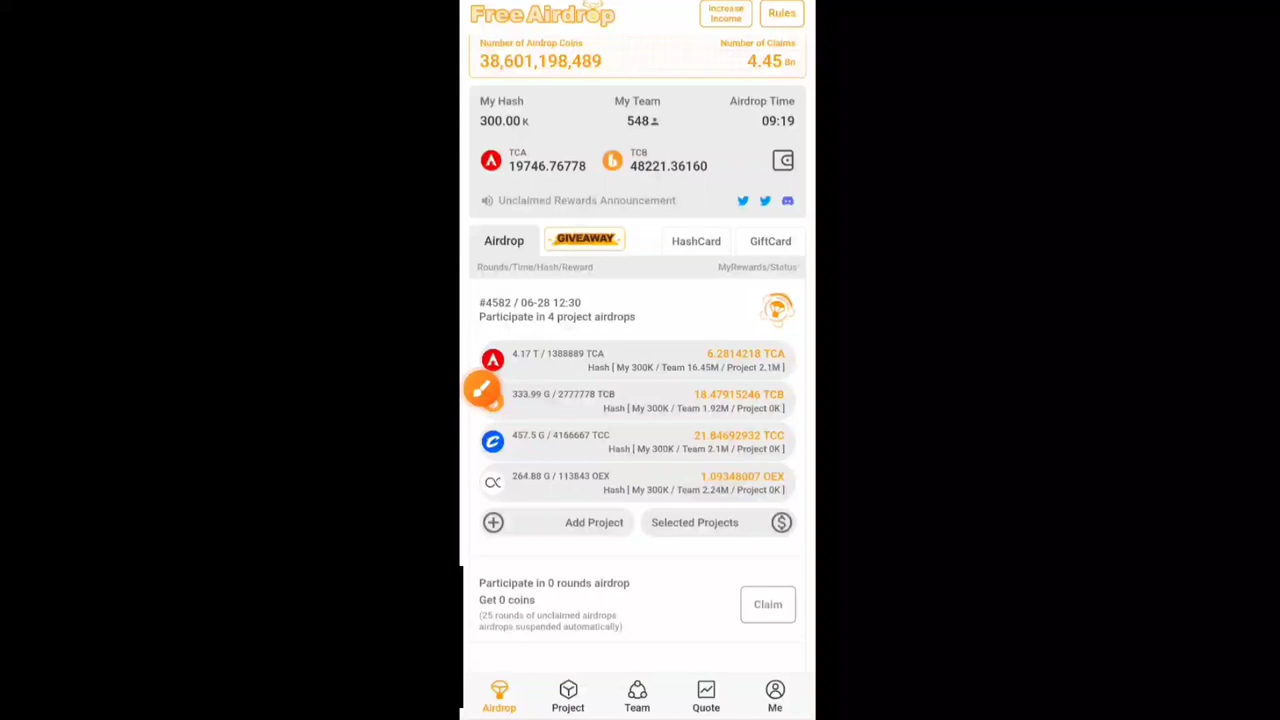 Free Airdrop
Increase Income
Rules
Number of Airdrop Coins
Number of Claims
38,601,198,489
4.45 Bn
My Hash
My Team
Airdrop Time
300.00 K
548
09:19
TCA
19746.76778
TCB
48221.36160
Unclaimed Rewards Announcement
Airdrop
GIVEAWAY
HashCard
GiftCard
Rounds/Time/Hash/Reward
MyRewards/Status
#4582 / 06-28 12:30
Participate in 4 project airdrops
4.17 T / 1388889 TCA
6.2814218 TCA
Hash [ My 300K / Team 16.45M / Project 2.1M ]
333.99 G / 2777778 TCB
18.47915246 TCB
Hash [ My 300K / Team 1.92M / Project 0K ]
457.5 G / 4166667 TCC
21.84692932 TCC
Hash [ My 300K / Team 2.1M / Project 0K ]
264.88 G / 113843 OEX
1.09348007 OEX
Hash [ My 300K / Team 2.24M / Project 0K ]
Add Project
Selected Projects
Participate in 0 rounds airdrop
Get 0 coins
(25 rounds of unclaimed airdrops
airdrops suspended automatically)
Claim
Airdrop
Project
Team
Quote
Me